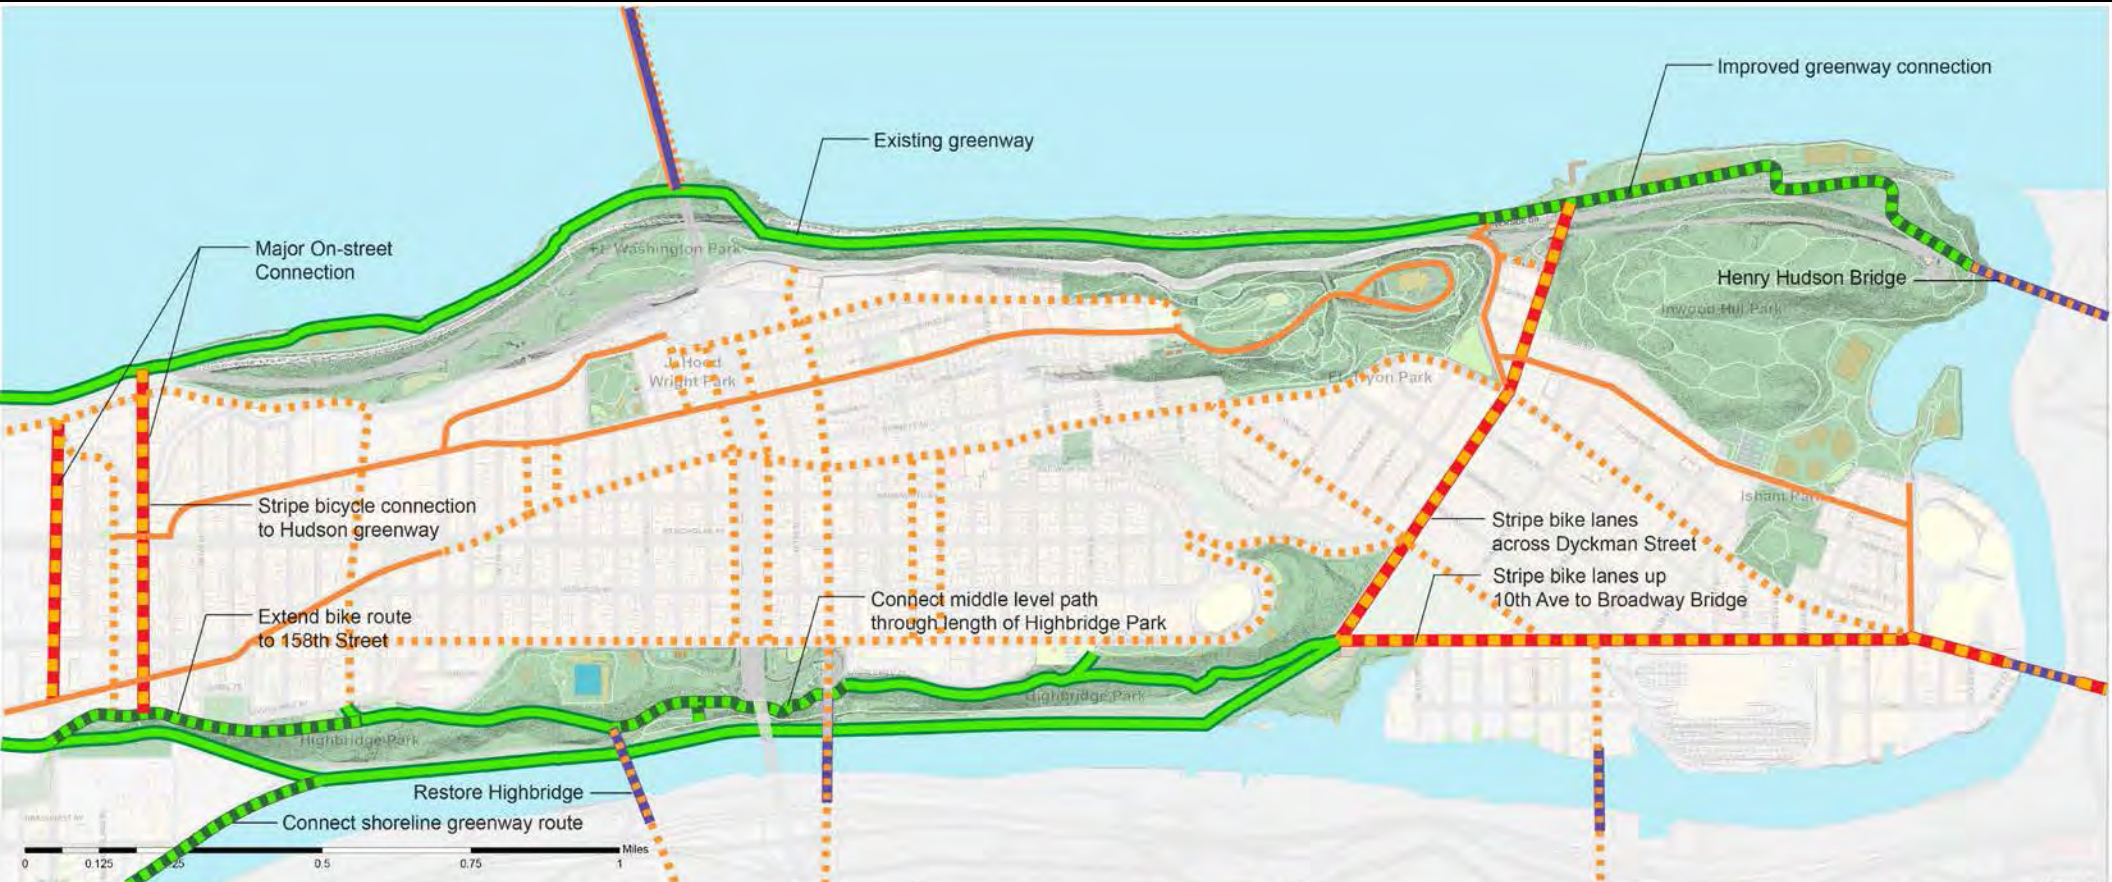 Improved greenway connection
Existing greenway
Major On-street
Connection
Ft. Washington Park
Henry Hudson Bridge
Inwood Hill Park
J. Hood
Wright Park
Ft. Tryon Park
Isham Park
Stripe bicycle connection
to Hudson greenway
Stripe bike lanes
across Dyckman Street
Stripe bike lanes up
10th Ave to Broadway Bridge
Connect middle level path
through length of Highbridge Park
Extend bike route
to 158th Street
Highbridge Park
Highbridge Park
Restore Highbridge
Connect shoreline greenway route
Miles
0 0.125 0.5 0.75 1